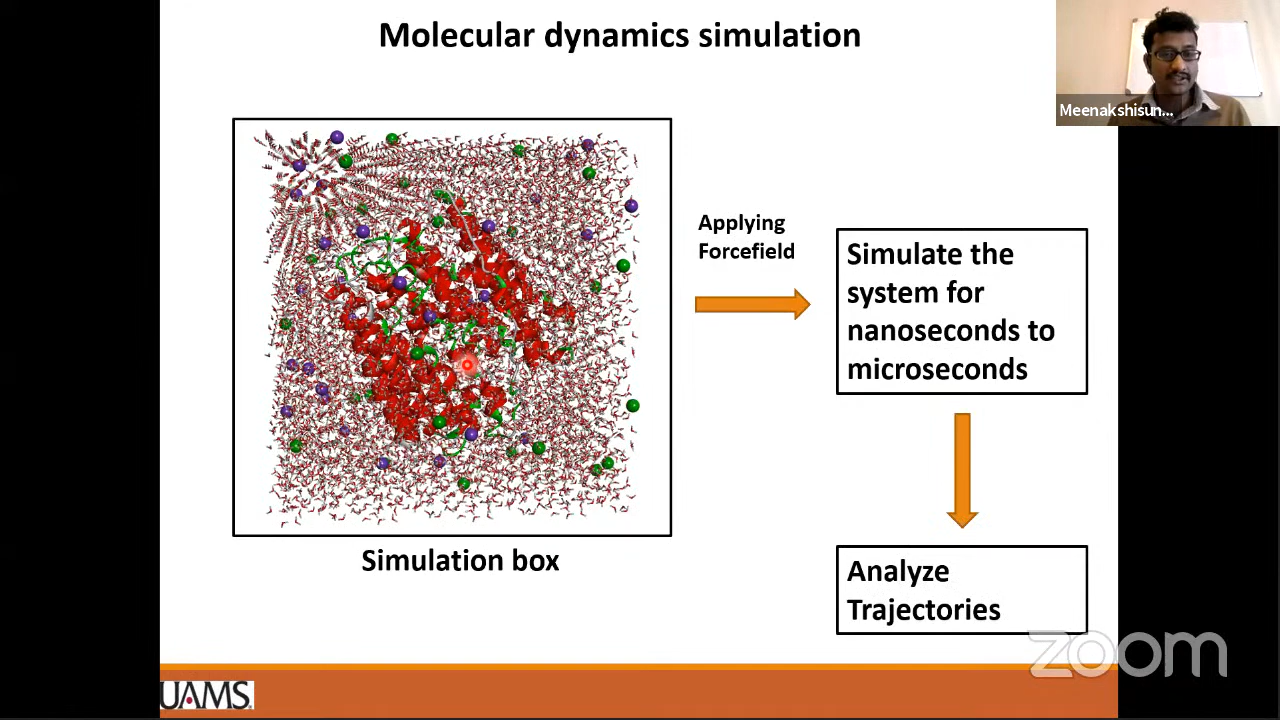 Molecular dynamics simulation
Meenakshisun...
Applying
Forcefield
Simulate the
system for
nanoseconds to
microseconds
Simulation box
Analyze
Trajectories
zoom
UAMS